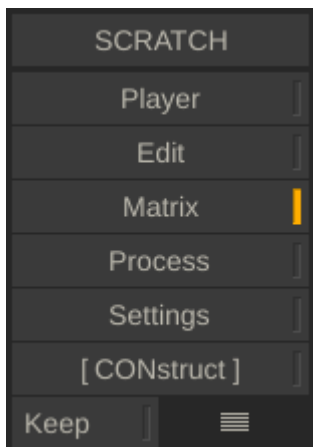 SCRATCH
Player
Edit
Matrix
Process
Settings
[ CONstruct ]
Keep